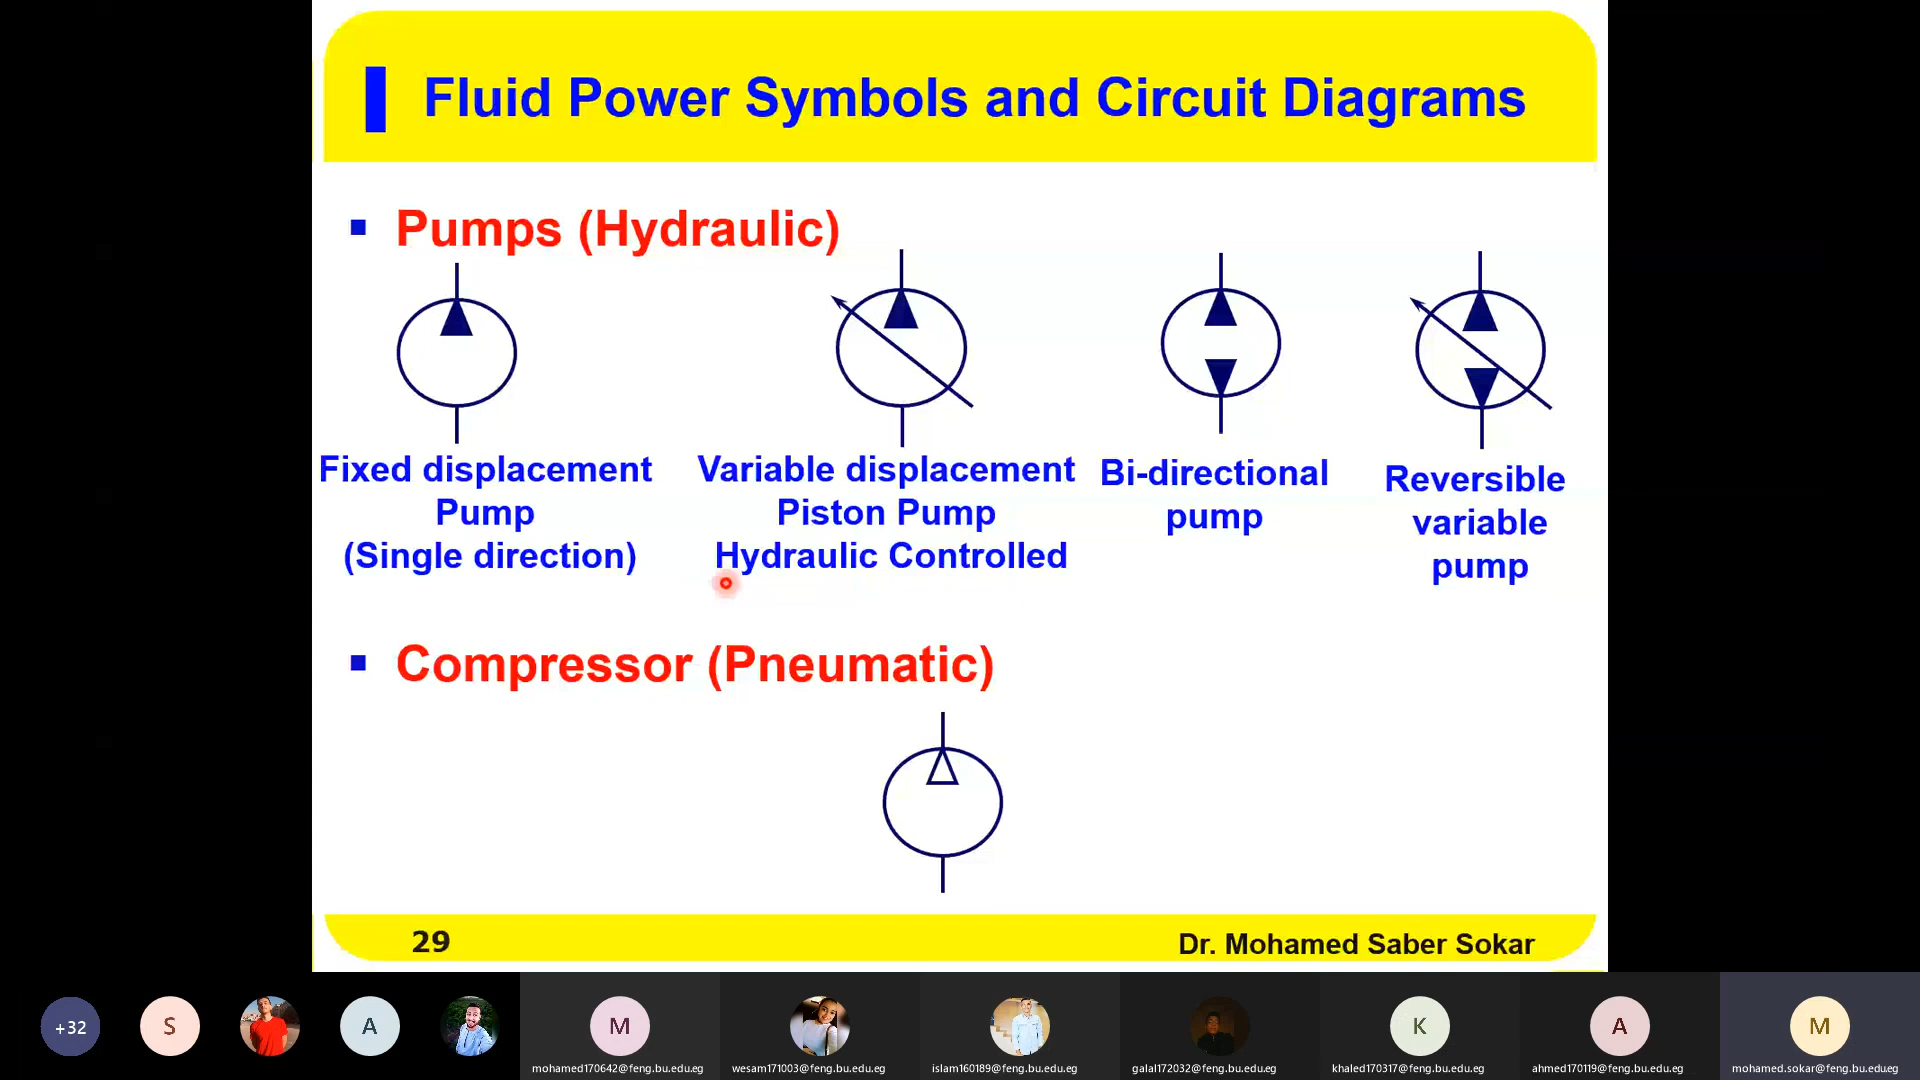 Fluid Power Symbols and Circuit Diagrams
Pumps (Hydraulic)
Fixed displacement
Pump
(Single direction)
Variable displacement
Piston Pump
Hydraulic Controlled
Bi-directional
pump
Reversible
variable
pump
Compressor (Pneumatic)
29
Dr. Mohamed Saber Sokar
+32
S
A
M
K
A
M
mohamed170642@feng.bu.edu.eg
wesam171003@feng.bu.edu.eg
islam160189@feng.bu.edu.eg
galal172032@feng.bu.edu.eg
khaled170317@feng.bu.edu.eg
ahmed170119@feng.bu.edu.eg
mohamed.sokar@feng.bu.edu.eg